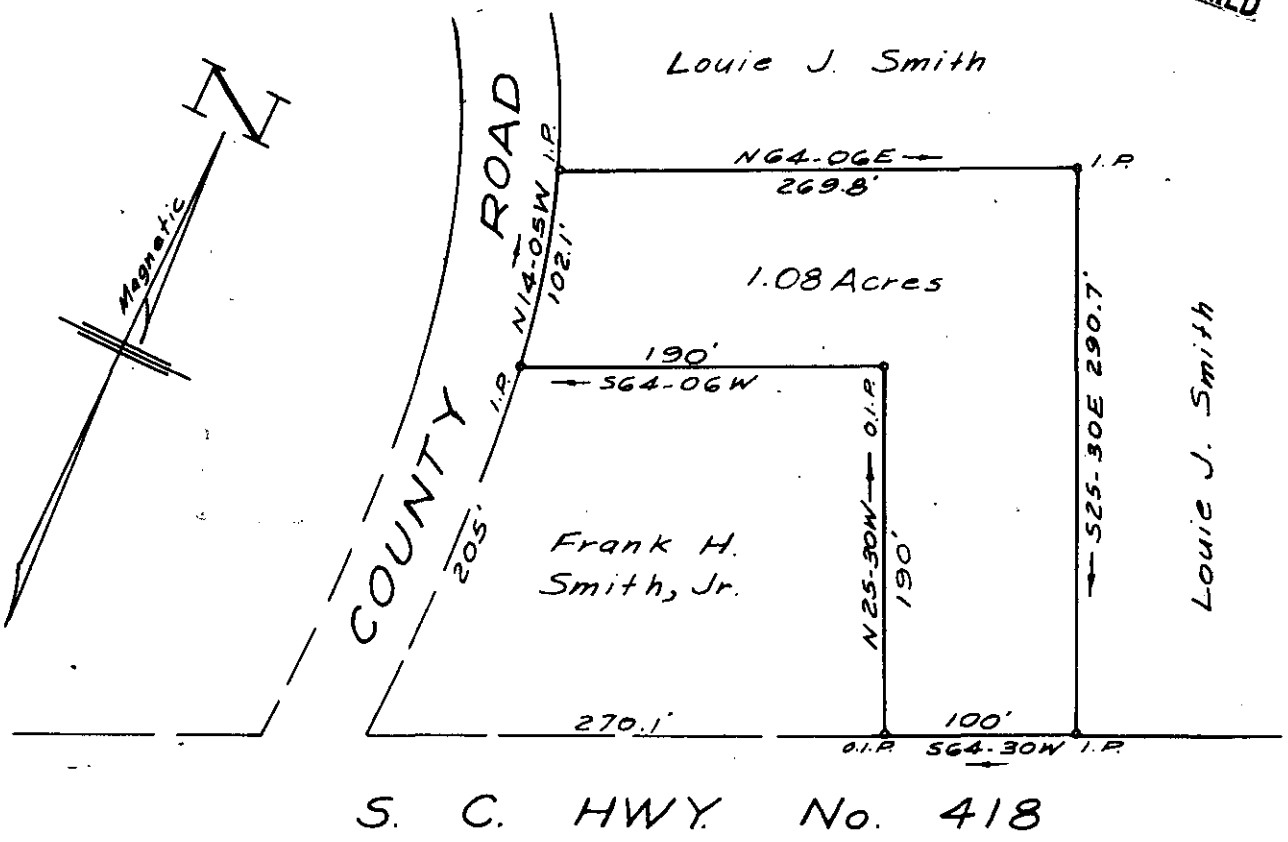 Louie J. Smith
N
Magnetic
COUNTY ROAD
I.P.
N14-05W
102.1'
I.P.
N64-06E
269.8'
I.P.
1.08 Acres
190'
S64-06W
O.I.P.
N25-30W
190'
S25-30E 290.7'
Louie J. Smith
205'
Frank H.
Smith, Jr.
270.1'
100'
O.I.P. S64-30W I.P.
S. C. HWY. No. 418